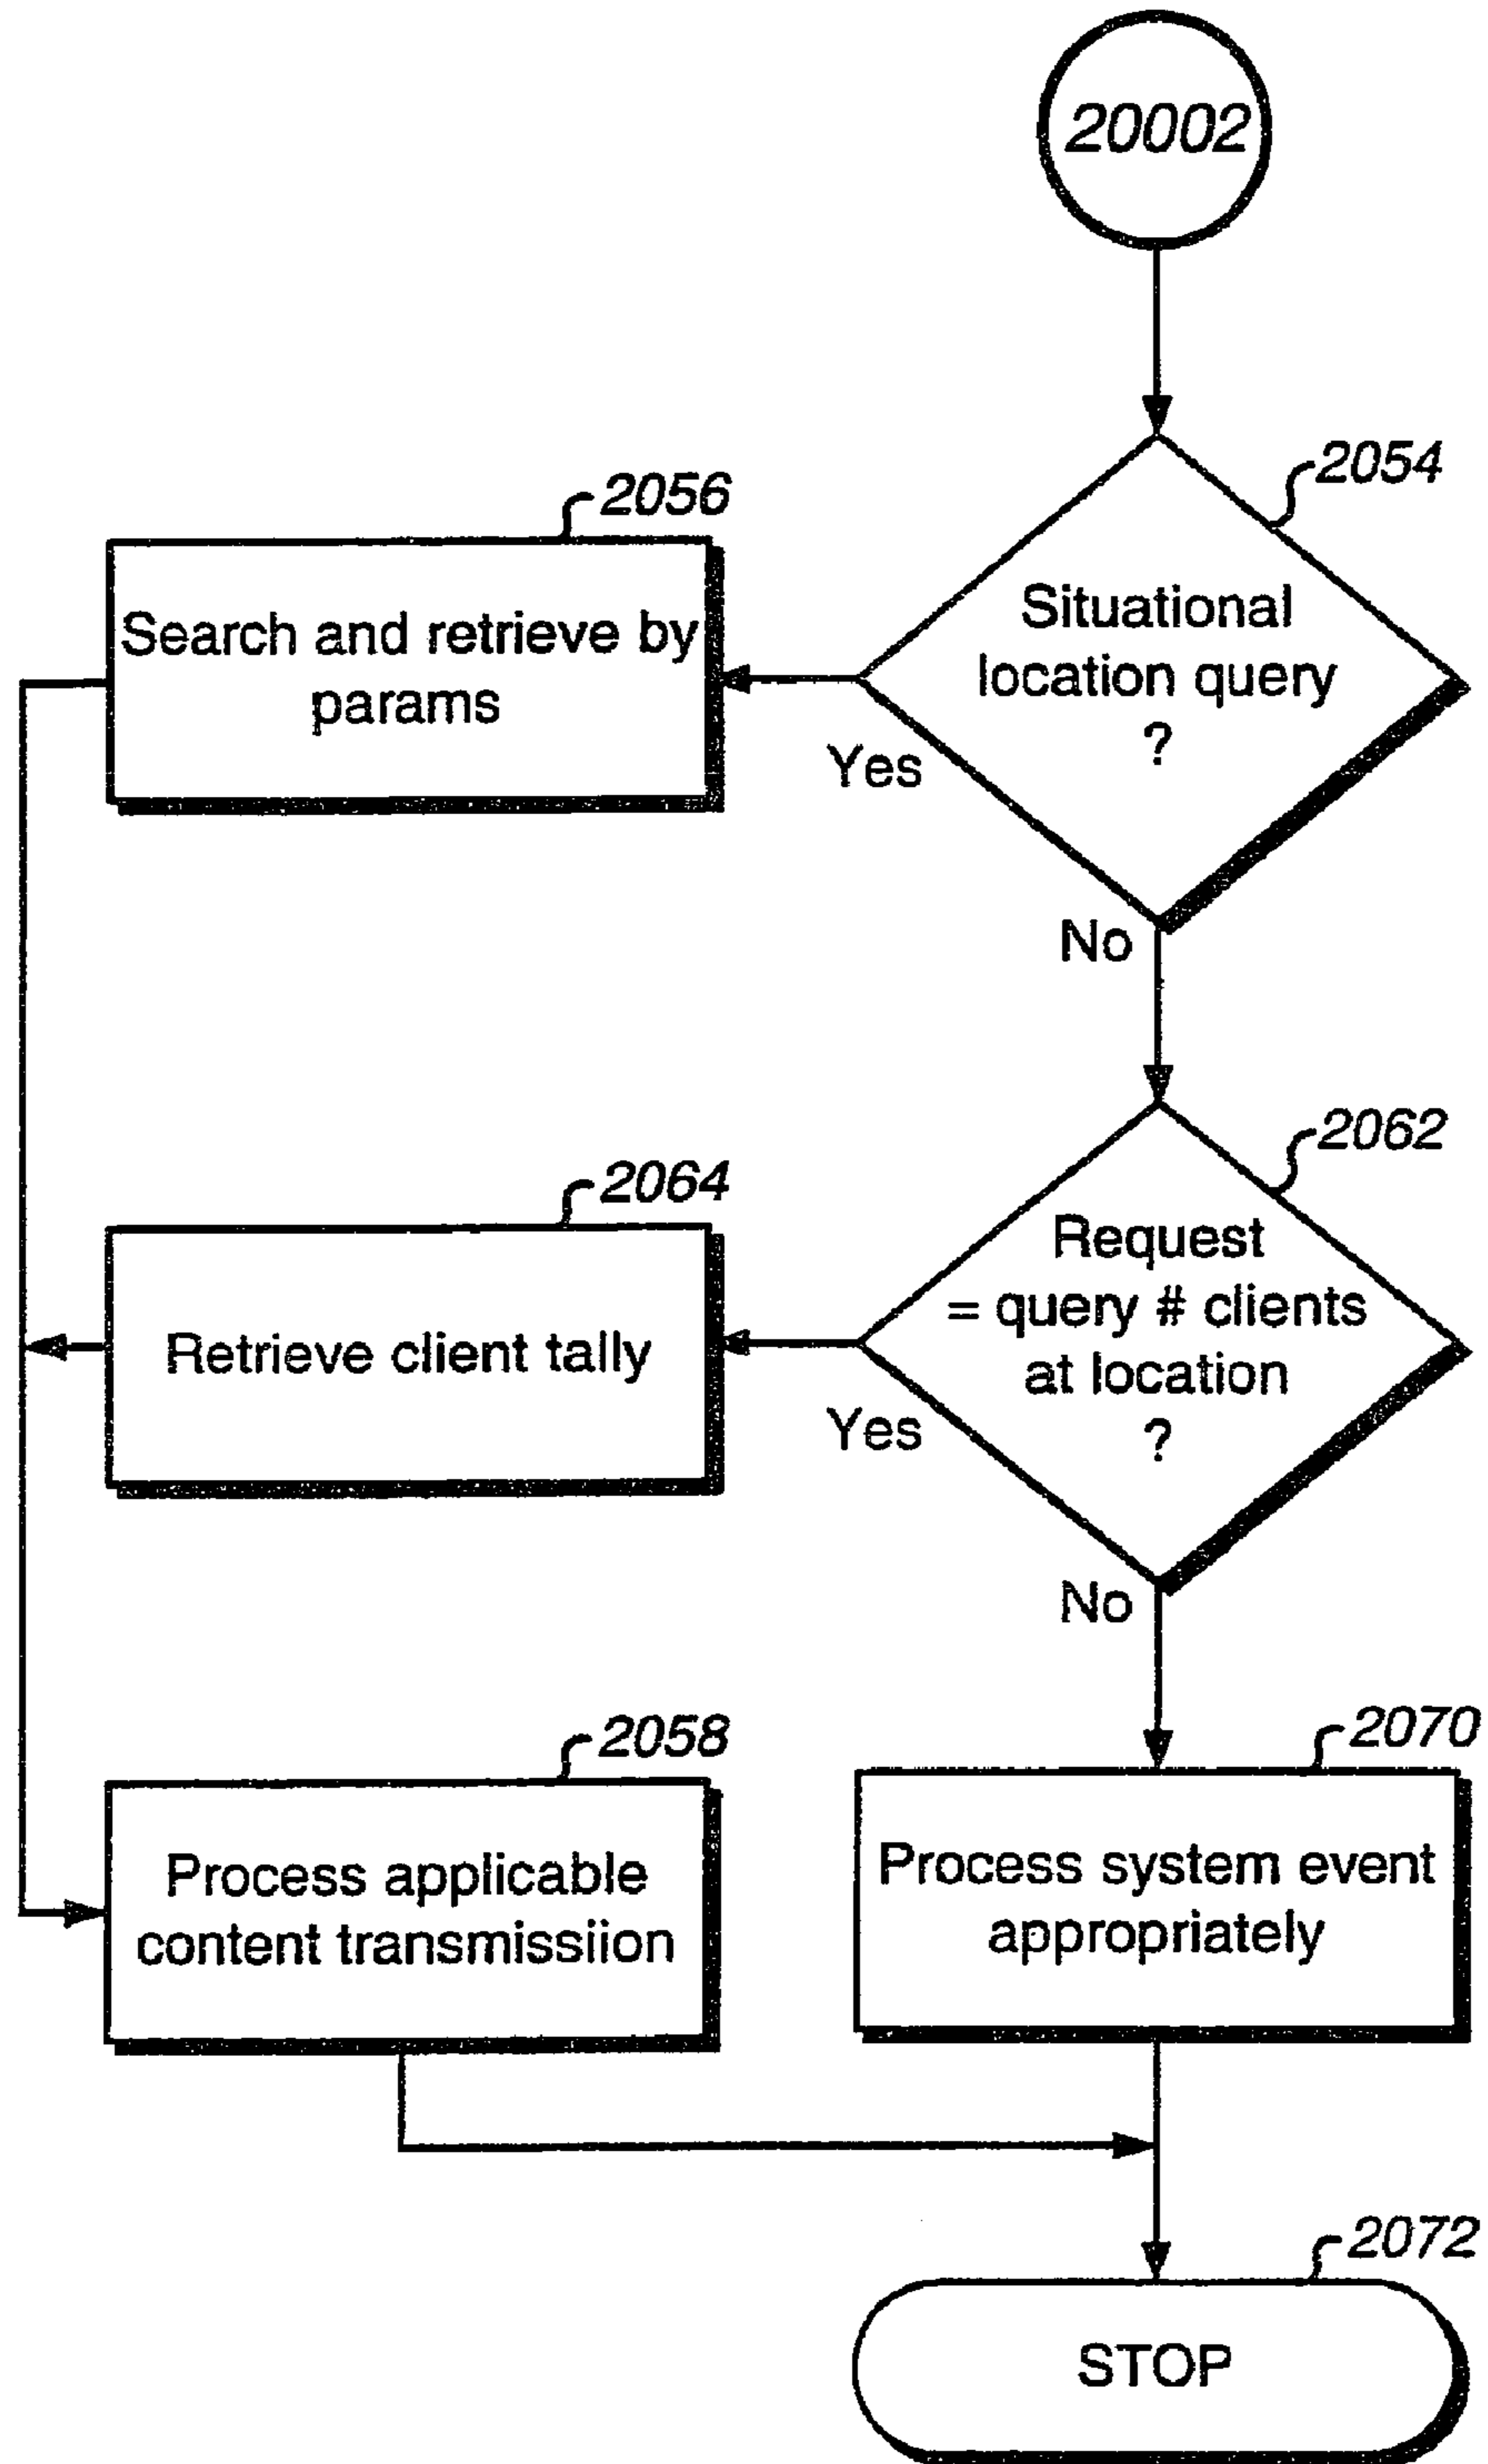 20002
2054
Situational
location query
?
Yes
No
2056
Search and retrieve by
params
2062
Request
= query # clients
at location
?
Yes
No
2064
Retrieve client tally
2058
Process applicable
content transmissiion
2070
Process system event
appropriately
2072
STOP